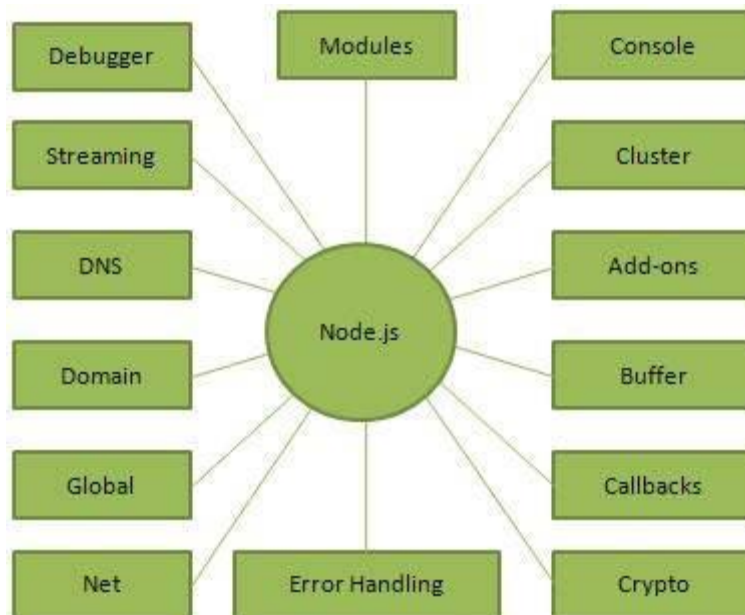 Debugger
Modules
Console
Streaming
Cluster
DNS
Add-ons
Node.js
Domain
Buffer
Global
Callbacks
Net
Error Handling
Crypto